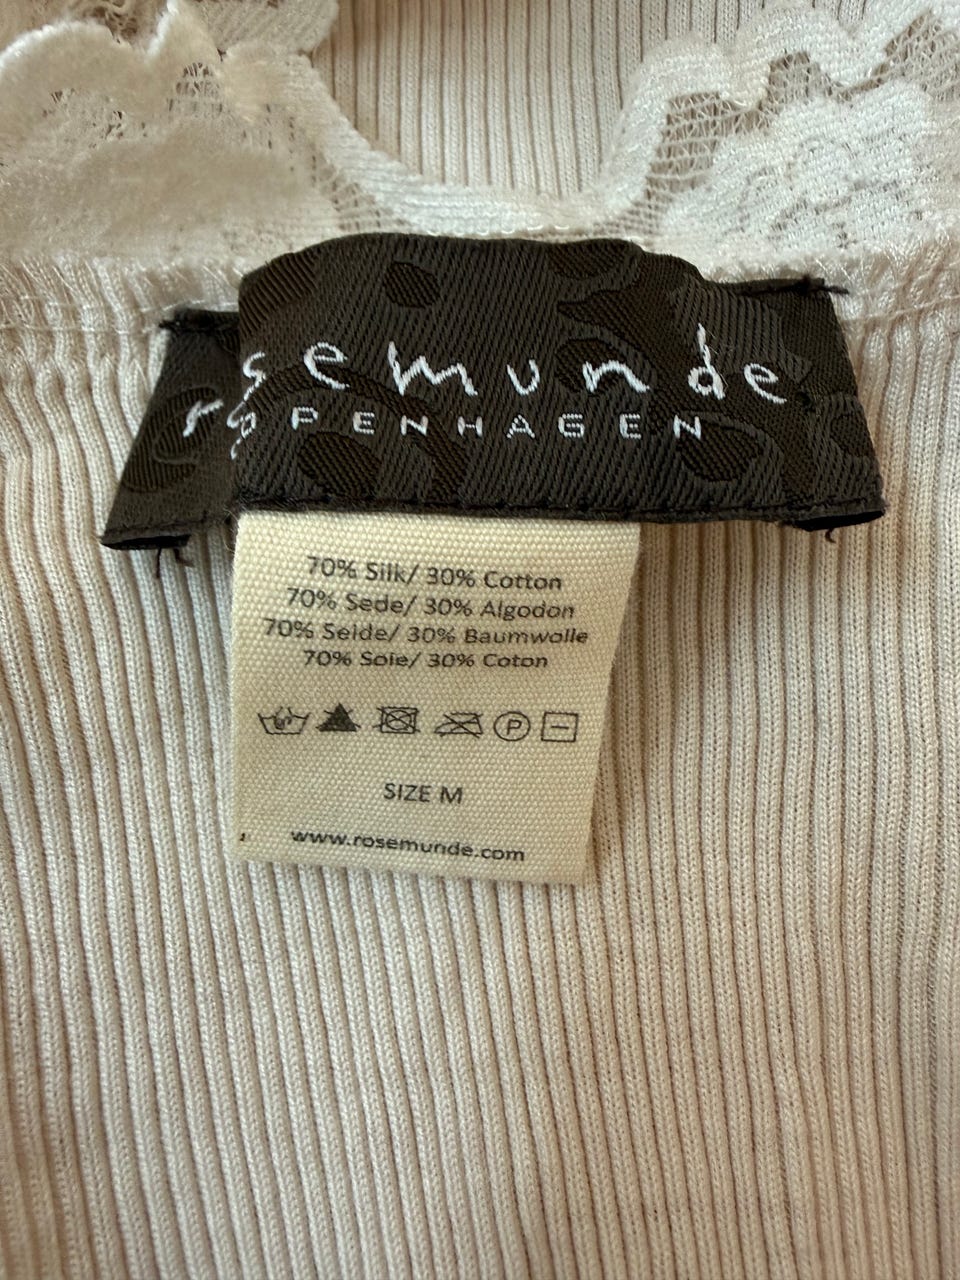 rosemunde
COPENHAGEN
70% Silk/ 30% Cotton
70% Sede/ 30% Algodon
70% Seide/ 30% Baumwolle
70% Soie/ 30% Coton
P
SIZE M
www.rosemunde.com